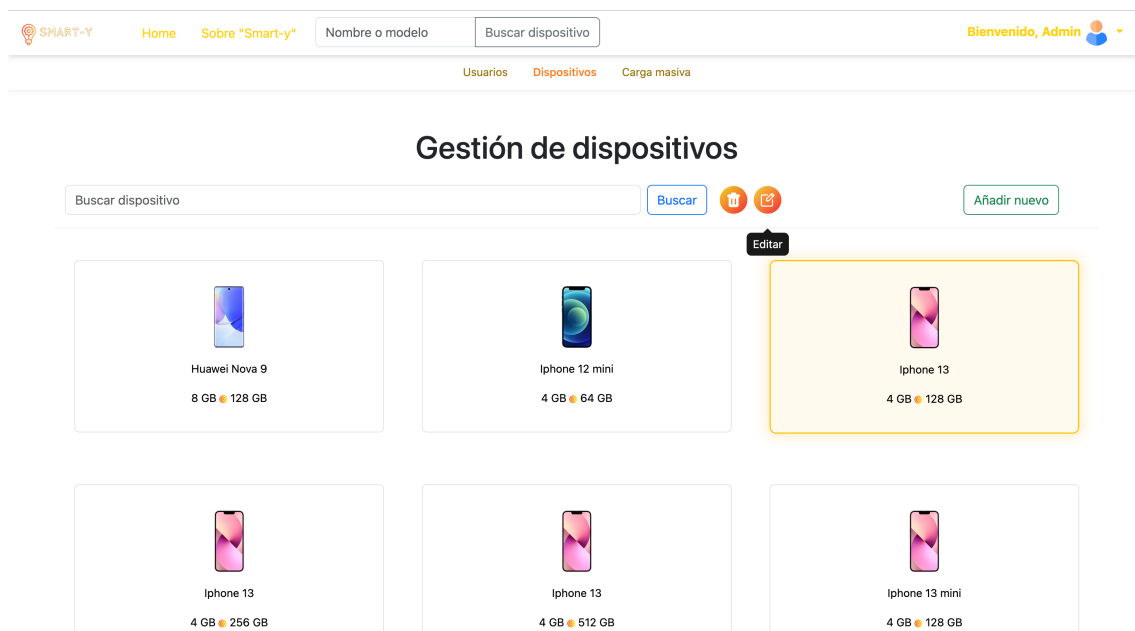 SMART-Y Home Sobre "Smart-y" Nombre o modelo Buscar dispositivo Bienvenido, Admin
Usuarios Dispositivos Carga masiva
Gestión de dispositivos
Buscar dispositivo Buscar Añadir nuevo
Editar
Huawei Nova 9 Iphone 12 mini Iphone 13
8 GB 128 GB 4 GB 64 GB 4 GB 128 GB
Iphone 13 Iphone 13 Iphone 13 mini
4 GB 256 GB 4 GB 512 GB 4 GB 128 GB